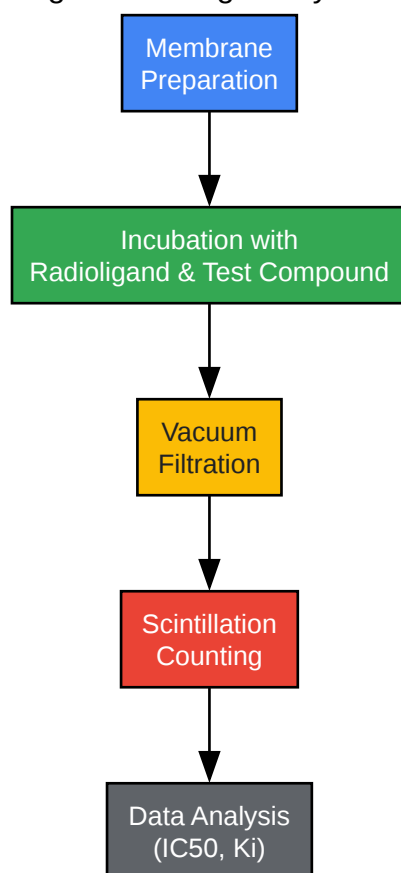 Membrane
Preparation
Incubation with
Radioligand & Test Compound
Vacuum
Filtration
Scintillation
Counting
Data Analysis
(IC50, Ki)